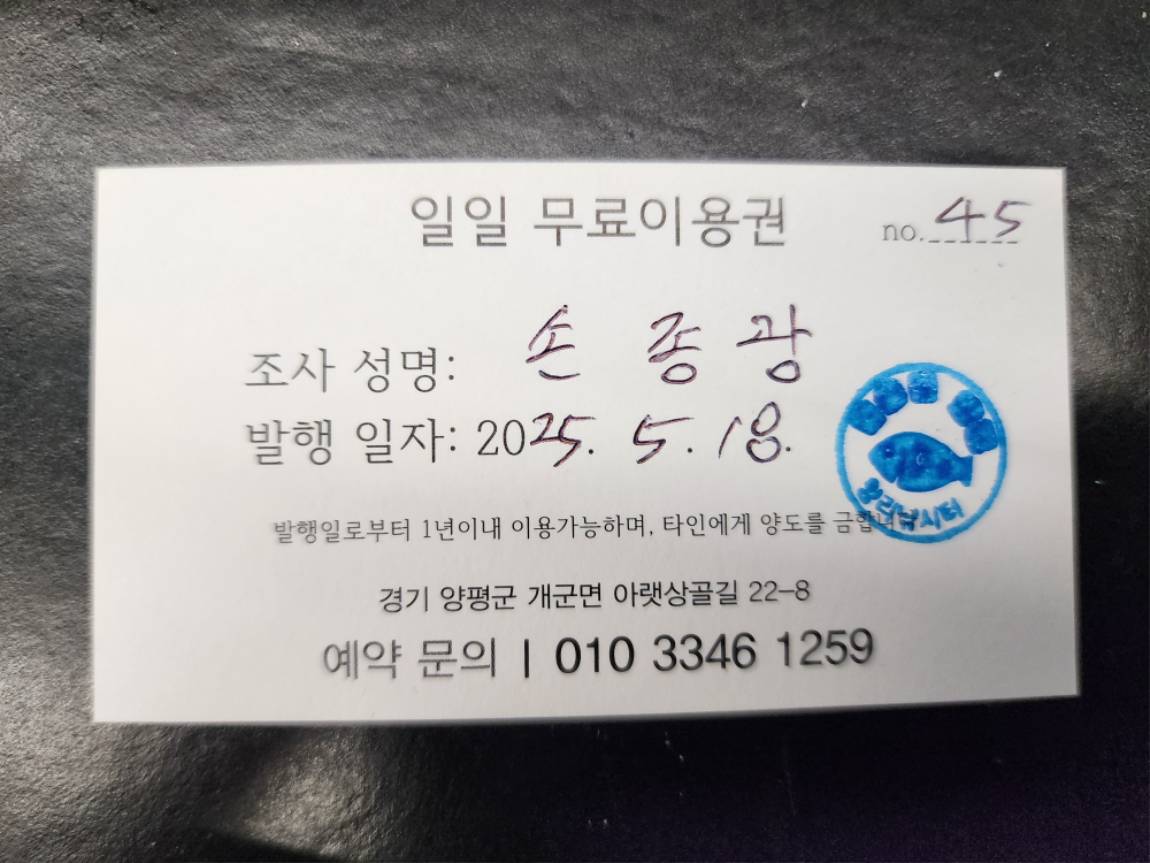 일일 무료이용권
no. 45
조사 성명: 손종광
발행 일자: 2025. 5. 18.
발행일로부터 1년이내 이용가능하며, 타인에게 양도를 금합니다
경기 양평군 개군면 아랫상골길 22-8
예약 문의 | 010 3346 1259